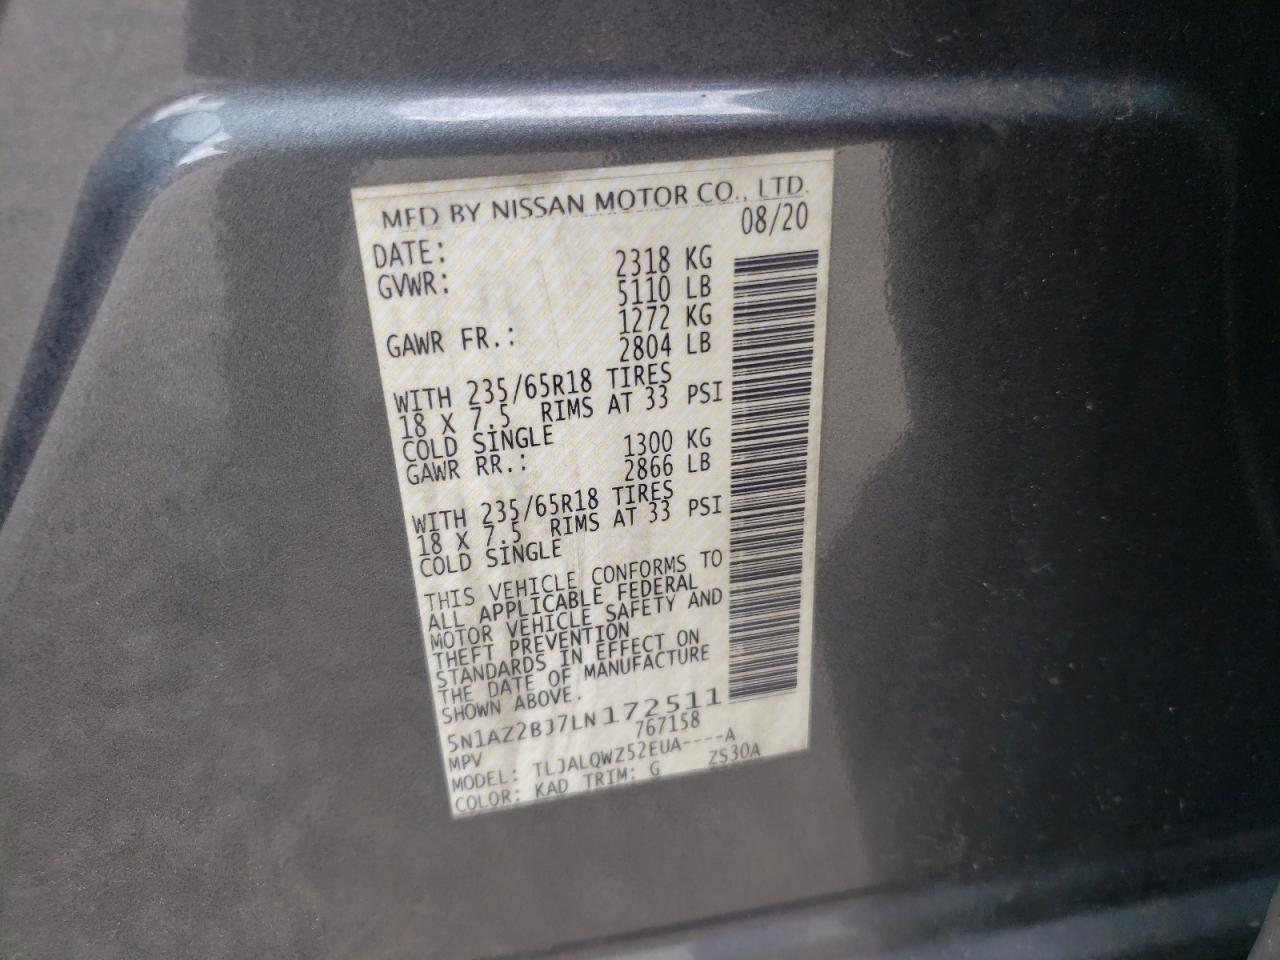 MFD BY NISSAN MOTOR CO., LTD.
DATE: 08/20
GVWR: 2318 KG
5110 LB
GAWR FR.: 1272 KG
2804 LB
WITH 235/65R18 TIRES
18 X 7.5 RIMS AT 33 PSI
COLD SINGLE
GAWR RR.: 1300 KG
2866 LB
WITH 235/65R18 TIRES
18 X 7.5 RIMS AT 33 PSI
COLD SINGLE
THIS VEHICLE CONFORMS TO
ALL APPLICABLE FEDERAL
MOTOR VEHICLE SAFETY AND
THEFT PREVENTION
STANDARDS IN EFFECT ON
THE DATE OF MANUFACTURE
SHOWN ABOVE.
5N1AZ2BJ7LN172511
MPV 767158
MODEL: TLJALQWZ52EUA----A
COLOR: KAD TRIM: G ZS30A